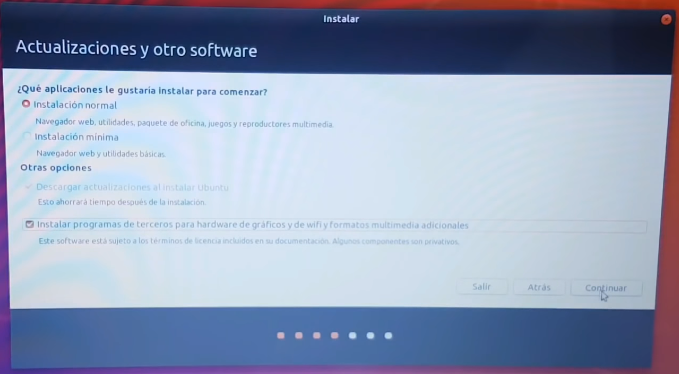 Instalar
Actualizaciones y otro software
¿Qué aplicaciones le gustaría instalar para comenzar?
Instalación normal
Navegador web, utilidades, paquete de oficina, juegos y reproductores multimedia.
Instalación mínima
Navegador web y utilidades básicas.
Otras opciones
Descargar actualizaciones al instalar Ubuntu
Esto ahorrará tiempo después de la instalación.
Instalar programas de terceros para hardware de gráficos y de wifi y formatos multimedia adicionales
Este software está sujeto a los términos de licencia incluidos en su documentación. Algunos componentes son privativos.
Salir
Atrás
Continuar